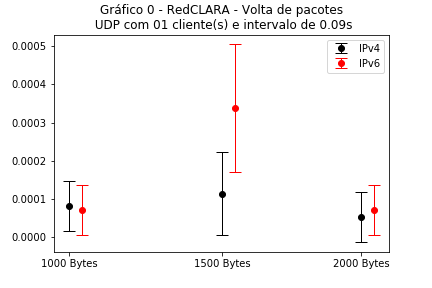 Gráfico 0 - RedCLARA - Volta de pacotes
UDP com 01 cliente(s) e intervalo de 0.09s
IPv4
IPv6
0.0005
0.0004
0.0003
0.0002
0.0001
0.0000
1000 Bytes
1500 Bytes
2000 Bytes